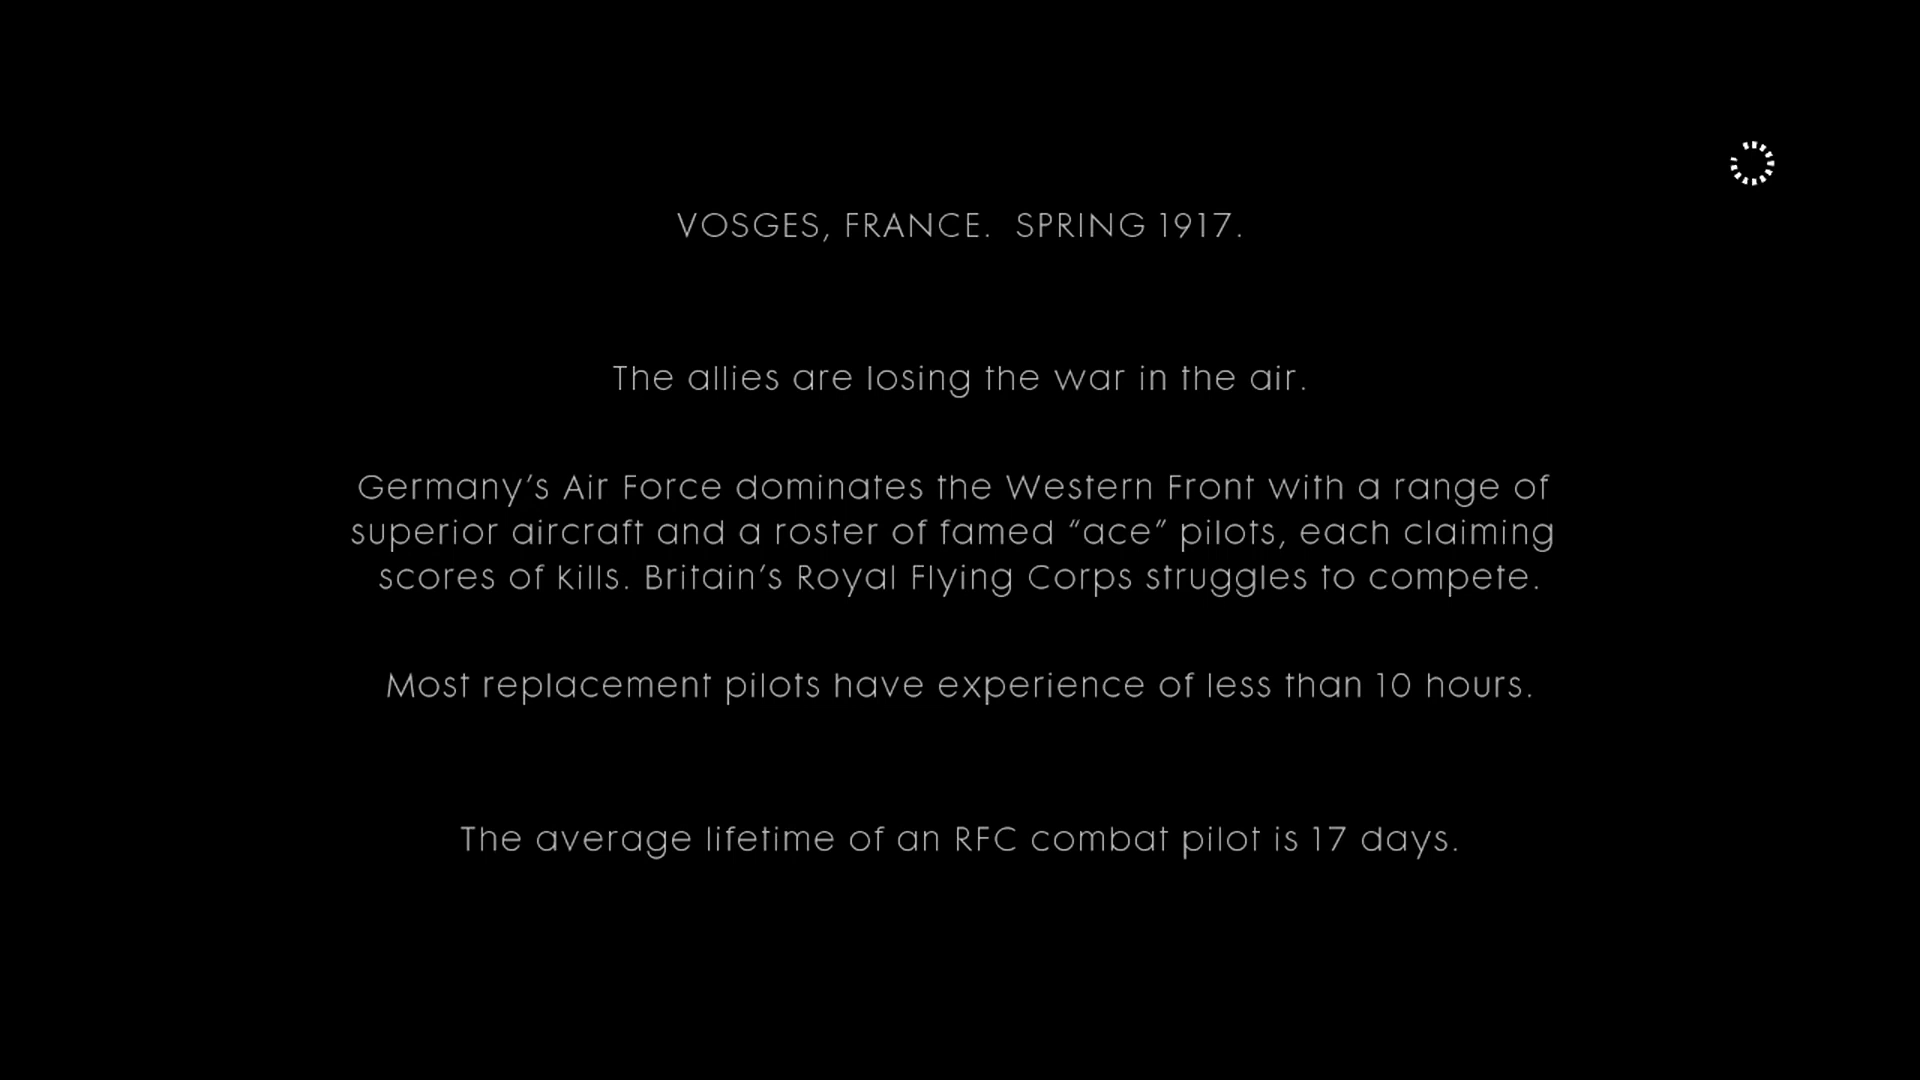 VOSGES, FRANCE.  SPRING 1917.
The allies are losing the war in the air.
Germany’s Air Force dominates the Western Front with a range of
superior aircraft and a roster of famed “ace” pilots, each claiming
scores of kills. Britain’s Royal Flying Corps struggles to compete.
Most replacement pilots have experience of less than 10 hours.
The average lifetime of an RFC combat pilot is 17 days.